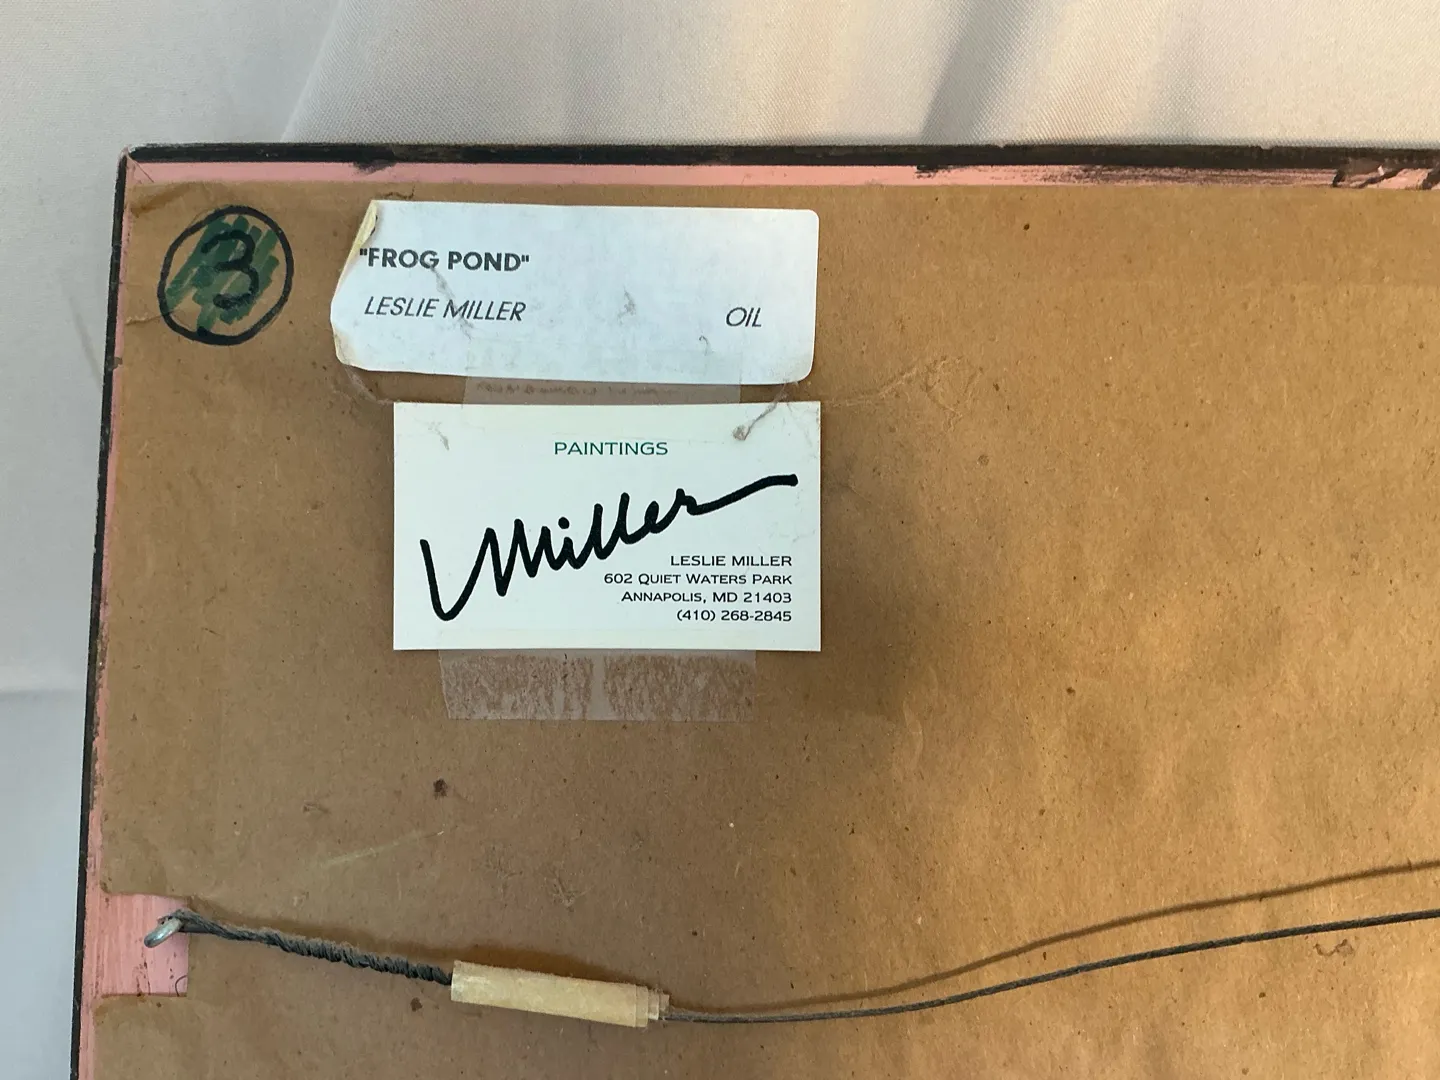 3
"FROG POND"
LESLIE MILLER OIL
PAINTINGS
LMiller
LESLIE MILLER
602 QUIET WATERS PARK
ANNAPOLIS, MD 21403
(410) 268-2845